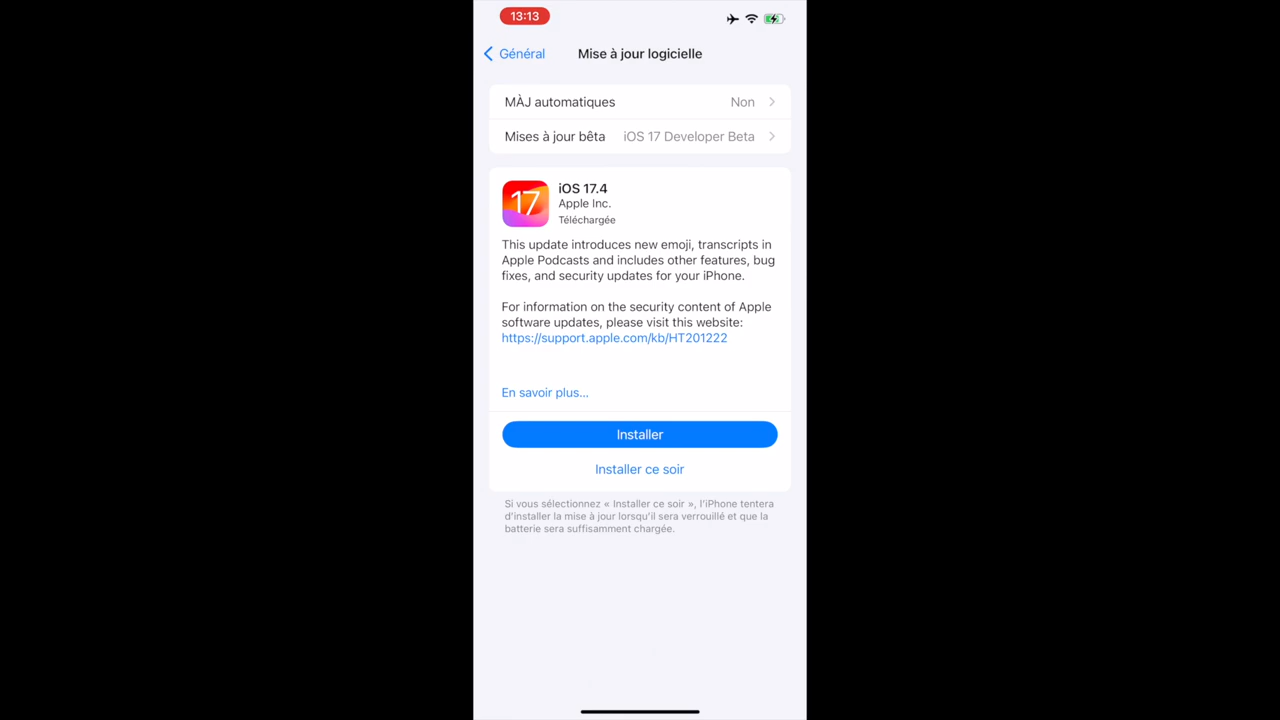 13:13
Général
Mise à jour logicielle
MÀJ automatiques Non
Mises à jour bêta iOS 17 Developer Beta
17
iOS 17.4
Apple Inc.
Téléchargée
This update introduces new emoji, transcripts in
Apple Podcasts and includes other features, bug
fixes, and security updates for your iPhone.
For information on the security content of Apple
software updates, please visit this website:
https://support.apple.com/kb/HT201222
En savoir plus...
Installer
Installer ce soir
Si vous sélectionnez « Installer ce soir », l’iPhone tentera
d’installer la mise à jour lorsqu’il sera verrouillé et que la
batterie sera suffisamment chargée.